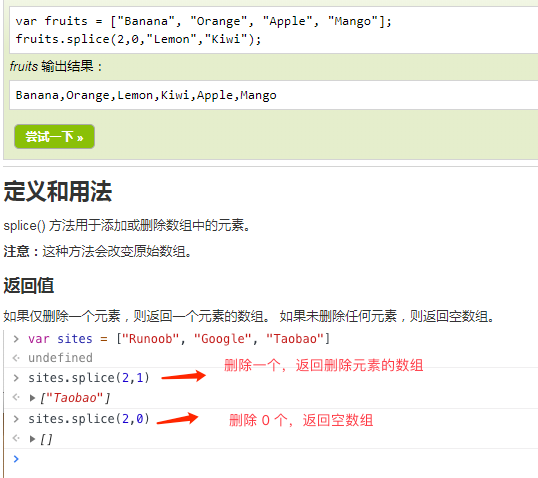 var fruits = ["Banana", "Orange", "Apple", "Mango"];
fruits.splice(2,0,"Lemon","Kiwi");
fruits 输出结果：
Banana,Orange,Lemon,Kiwi,Apple,Mango
尝试一下 »
定义和用法
splice() 方法用于添加或删除数组中的元素。
注意：这种方法会改变原始数组。
返回值
如果仅删除一个元素，则返回一个元素的数组。 如果未删除任何元素，则返回空数组。
> var sites = ["Runoob", "Google", "Taobao"]
undefined
> sites.splice(2,1)
删除一个，返回删除元素的数组
▶ ["Taobao"]
> sites.splice(2,0)
删除 0 个，返回空数组
▶ []
>